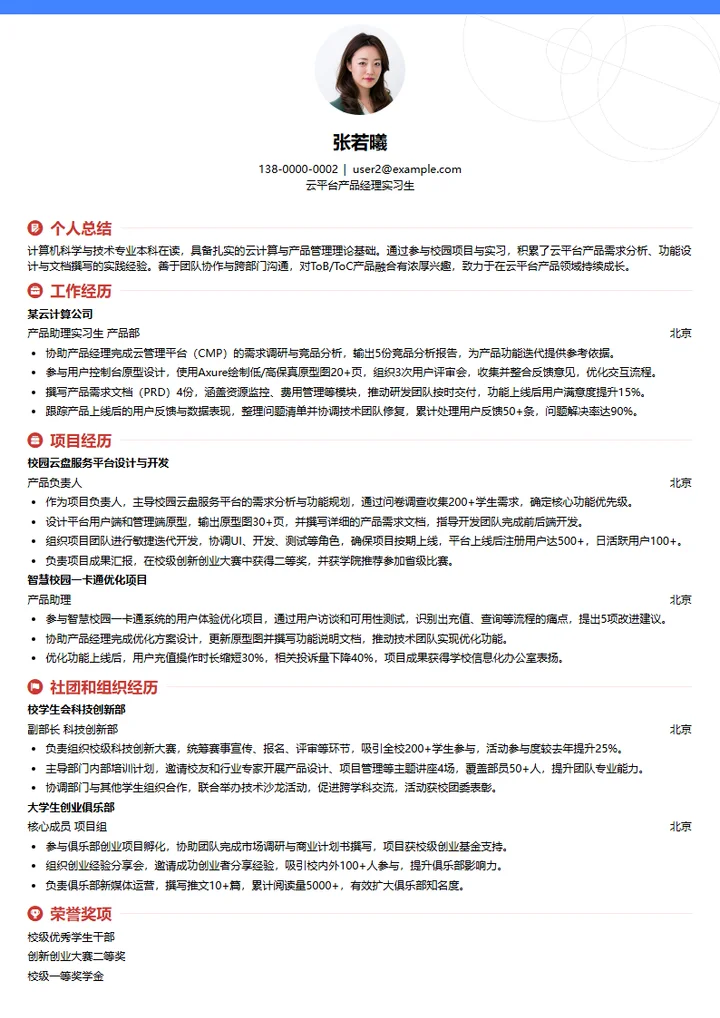 张若曦
138-0000-0002 | user2@example.com
云平台产品经理实习生
个人总结
计算机科学与技术专业本科在读，具备扎实的云计算与产品管理理论基础。通过参与校园项目与实习，积累了云平台产品需求分析、功能设
计与文档撰写的实践经验。善于团队协作与跨部门沟通，对ToB/ToC产品融合有浓厚兴趣，致力于在云平台产品领域持续成长。
工作经历
某云计算公司
产品助理实习生 产品部 北京
• 协助产品经理完成云管理平台（CMP）的需求调研与竞品分析，输出5份竞品分析报告，为产品功能迭代提供参考依据。
• 参与用户控制台原型设计，使用Axure绘制低/高保真原型图20+页，组织3次用户评审会，收集并整合反馈意见，优化交互流程。
• 撰写产品需求文档（PRD）4份，涵盖资源监控、费用管理等模块，推动研发团队按时交付，功能上线后用户满意度提升15%。
• 跟踪产品上线后的用户反馈与数据表现，整理问题清单并协调技术团队修复，累计处理用户反馈50+条，问题解决率达90%。
项目经历
校园云盘服务平台设计与开发
产品负责人 北京
• 作为项目负责人，主导校园云盘服务平台的需求分析与功能规划，通过问卷调查收集200+学生需求，确定核心功能优先级。
• 设计平台用户端和管理端原型，输出原型图30+页，并撰写详细的产品需求文档，指导开发团队完成前后端开发。
• 组织项目团队进行敏捷迭代开发，协调UI、开发、测试等角色，确保项目按期上线，平台上线后注册用户达500+，日活跃用户100+。
• 负责项目成果汇报，在校级创新创业大赛中获得二等奖，并获学院推荐参加省级比赛。
智慧校园一卡通优化项目
产品助理 北京
• 参与智慧校园一卡通系统的用户体验优化项目，通过用户访谈和可用性测试，识别出充值、查询等流程的痛点，提出5项改进建议。
• 协助产品经理完成优化方案设计，更新原型图并撰写功能说明文档，推动技术团队实现优化功能。
• 优化功能上线后，用户充值操作时长缩短30%，相关投诉量下降40%，项目成果获得学校信息化办公室表扬。
社团和组织经历
校学生会科技创新部
副部长 科技创新部 北京
• 负责组织校级科技创新大赛，统筹赛事宣传、报名、评审等环节，吸引全校200+学生参与，活动参与度较去年提升25%。
• 主导部门内部培训计划，邀请校友和行业专家开展产品设计、项目管理等主题讲座4场，覆盖部员50+人，提升团队专业能力。
• 协调部门与其他学生组织合作，联合举办技术沙龙活动，促进跨学科交流，活动获校团委表彰。
大学生创业俱乐部
核心成员 项目组 北京
• 参与俱乐部创业项目孵化，协助团队完成市场调研与商业计划书撰写，项目获校级创业基金支持。
• 组织创业经验分享会，邀请成功创业者分享经验，吸引校内外100+人参与，提升俱乐部影响力。
• 负责俱乐部新媒体运营，撰写推文10+篇，累计阅读量5000+，有效扩大俱乐部知名度。
荣誉奖项
校级优秀学生干部
创新创业大赛二等奖
校级一等奖学金